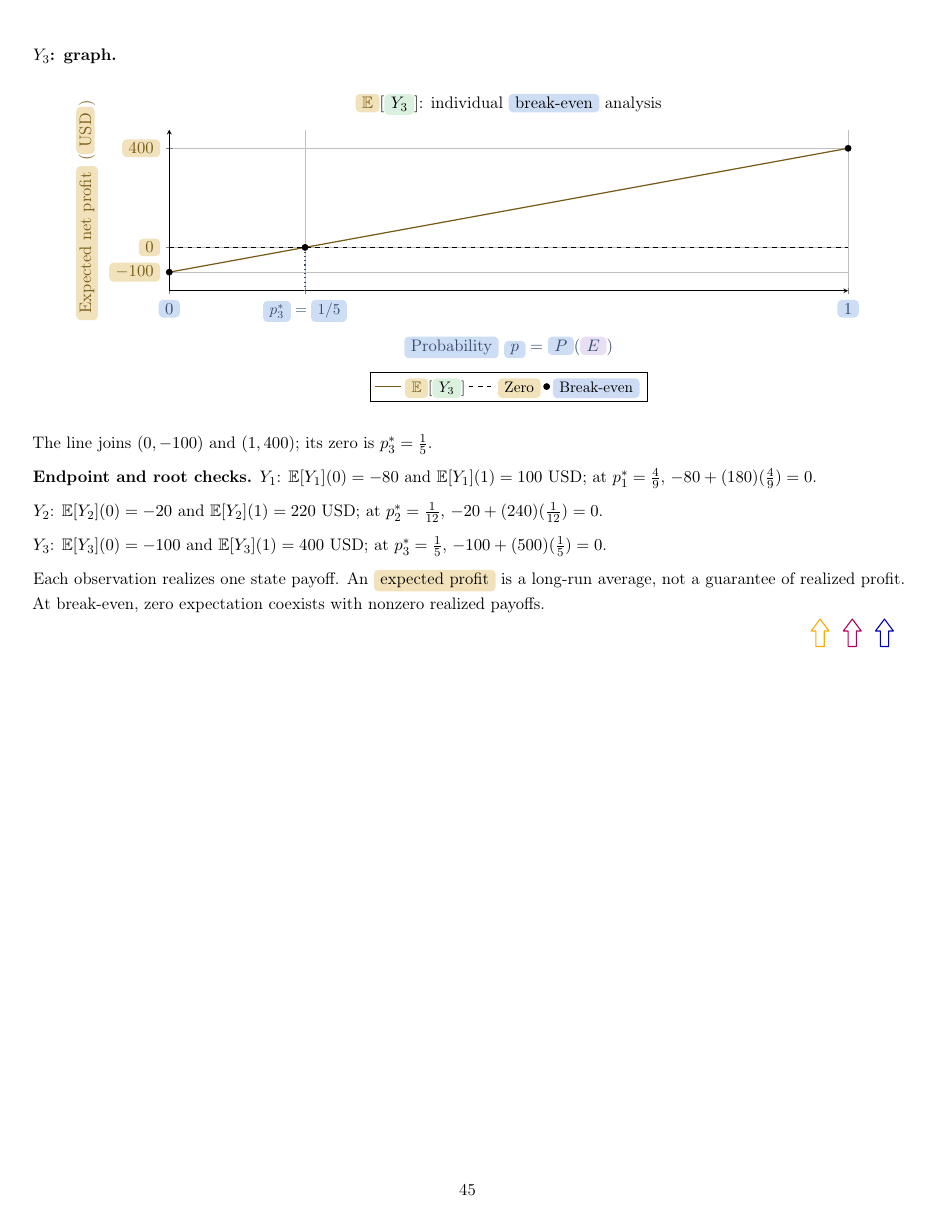 Y₃: graph.
𝔼[Y₃]: individual break-even analysis
Expected net profit (USD)
400
0
−100
0
p₃* = 1/5
1
Probability p = P(E)
𝔼[Y₃] Zero Break-even
The line joins (0, −100) and (1, 400); its zero is p₃* = 1/5.
Endpoint and root checks. Y₁: 𝔼[Y₁](0) = −80 and 𝔼[Y₁](1) = 100 USD; at p₁* = 4/9, −80 + (180)(4/9) = 0.
Y₂: 𝔼[Y₂](0) = −20 and 𝔼[Y₂](1) = 220 USD; at p₂* = 1/12, −20 + (240)(1/12) = 0.
Y₃: 𝔼[Y₃](0) = −100 and 𝔼[Y₃](1) = 400 USD; at p₃* = 1/5, −100 + (500)(1/5) = 0.
Each observation realizes one state payoff. An expected profit is a long-run average, not a guarantee of realized profit.
At break-even, zero expectation coexists with nonzero realized payoffs.
45